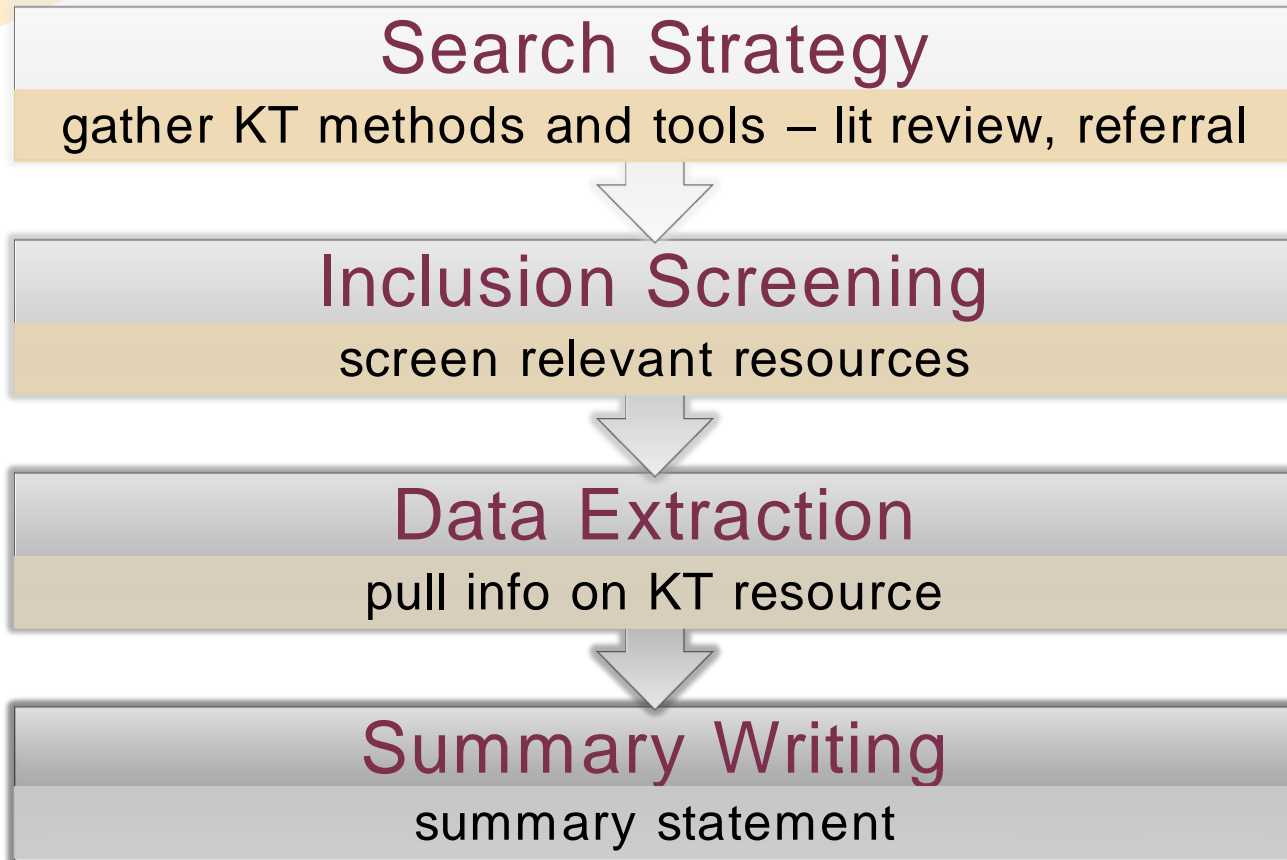 Search Strategy
gather KT methods and tools – lit review, referral
Inclusion Screening
screen relevant resources
Data Extraction
pull info on KT resource
Summary Writing
summary statement